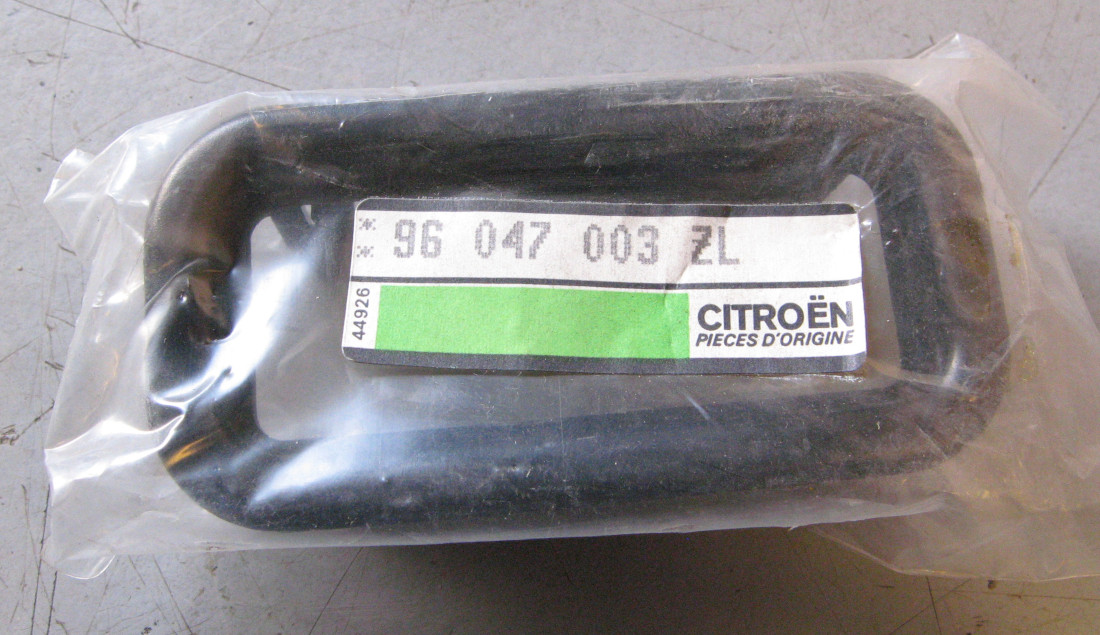 ** 96 047 003 ZL
44926
CITROËN
PIECES D'ORIGINE